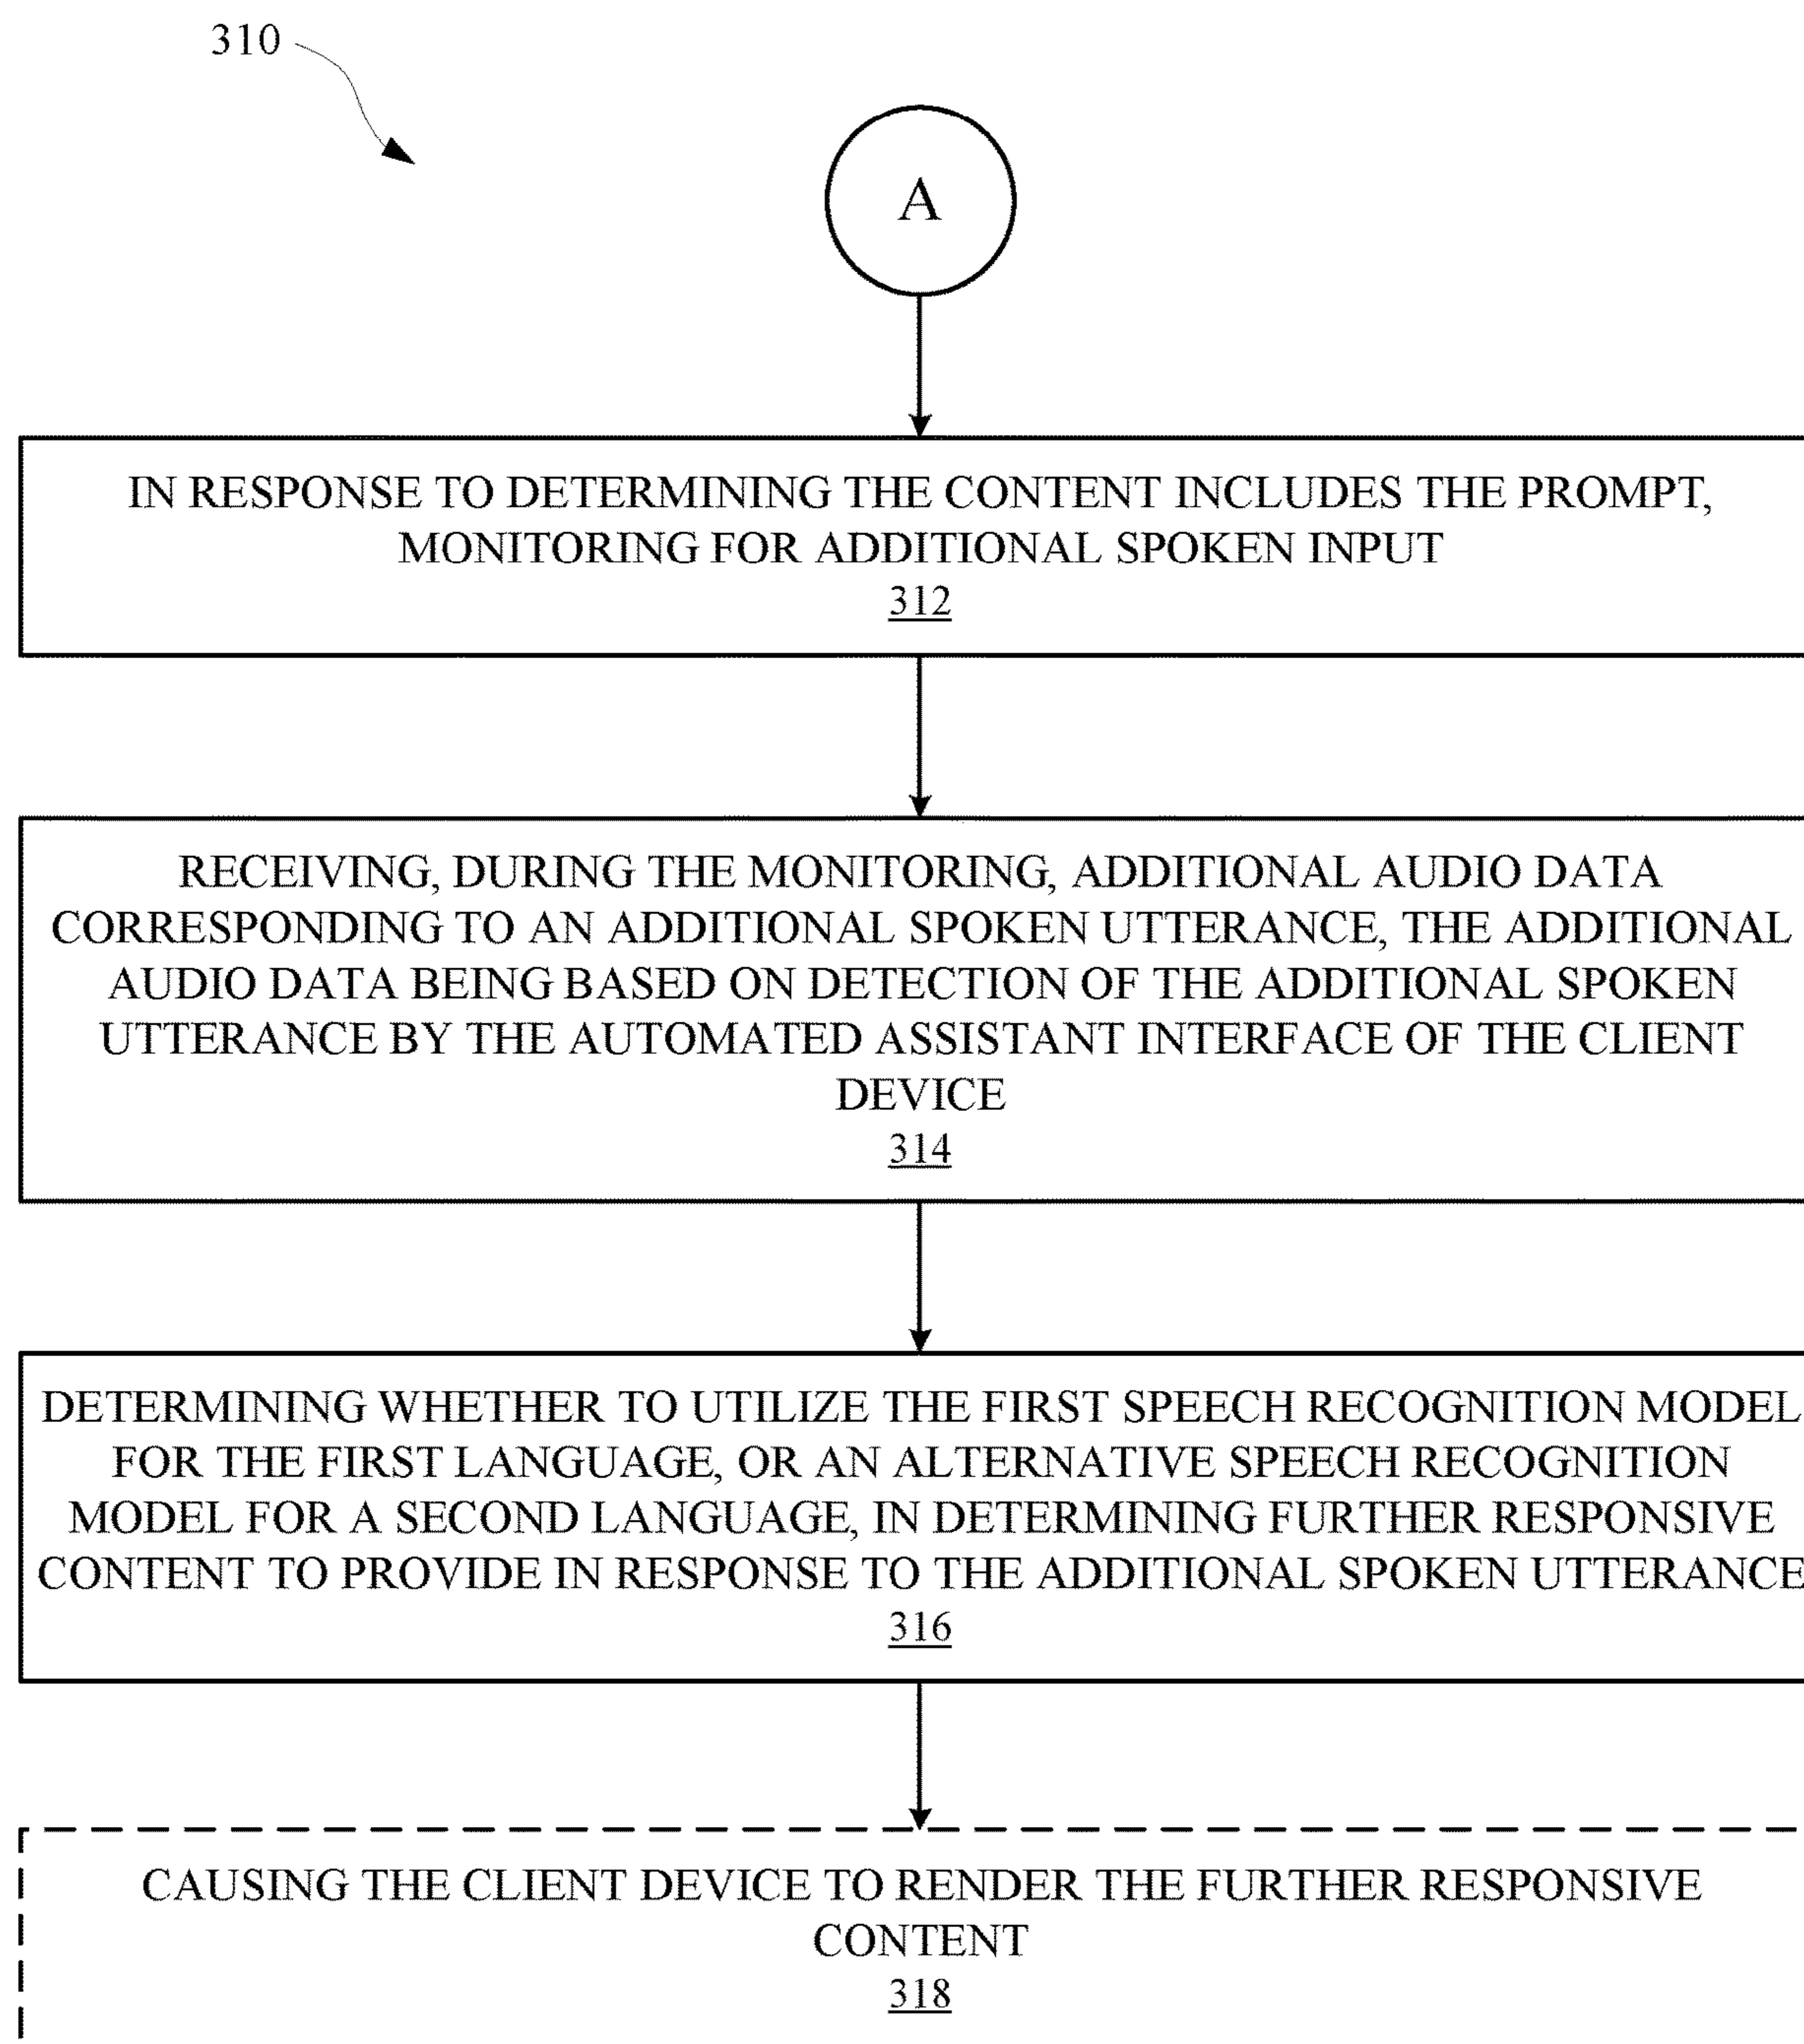 310
A
IN RESPONSE TO DETERMINING THE CONTENT INCLUDES THE PROMPT,
MONITORING FOR ADDITIONAL SPOKEN INPUT
312
RECEIVING, DURING THE MONITORING, ADDITIONAL AUDIO DATA
CORRESPONDING TO AN ADDITIONAL SPOKEN UTTERANCE, THE ADDITIONAL
AUDIO DATA BEING BASED ON DETECTION OF THE ADDITIONAL SPOKEN
UTTERANCE BY THE AUTOMATED ASSISTANT INTERFACE OF THE CLIENT
DEVICE
314
DETERMINING WHETHER TO UTILIZE THE FIRST SPEECH RECOGNITION MODEL
FOR THE FIRST LANGUAGE, OR AN ALTERNATIVE SPEECH RECOGNITION
MODEL FOR A SECOND LANGUAGE, IN DETERMINING FURTHER RESPONSIVE
CONTENT TO PROVIDE IN RESPONSE TO THE ADDITIONAL SPOKEN UTTERANCE
316
CAUSING THE CLIENT DEVICE TO RENDER THE FURTHER RESPONSIVE
CONTENT
318